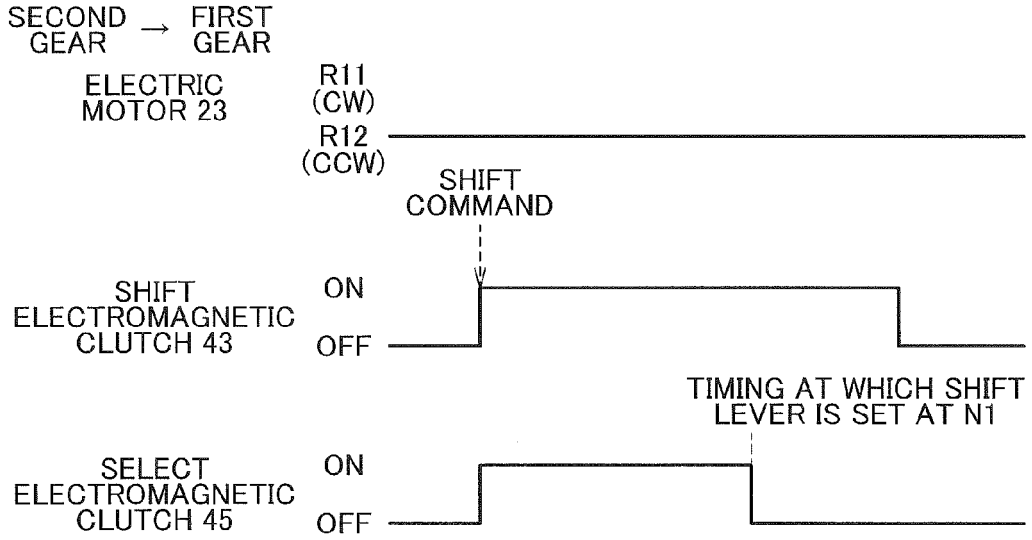 SECOND → FIRST
GEAR GEAR
ELECTRIC
MOTOR 23
R11
(CW)
R12
(CCW)
SHIFT
COMMAND
SHIFT
ELECTROMAGNETIC
CLUTCH 43
ON
OFF
TIMING AT WHICH SHIFT
LEVER IS SET AT N1
SELECT
ELECTROMAGNETIC
CLUTCH 45
ON
OFF